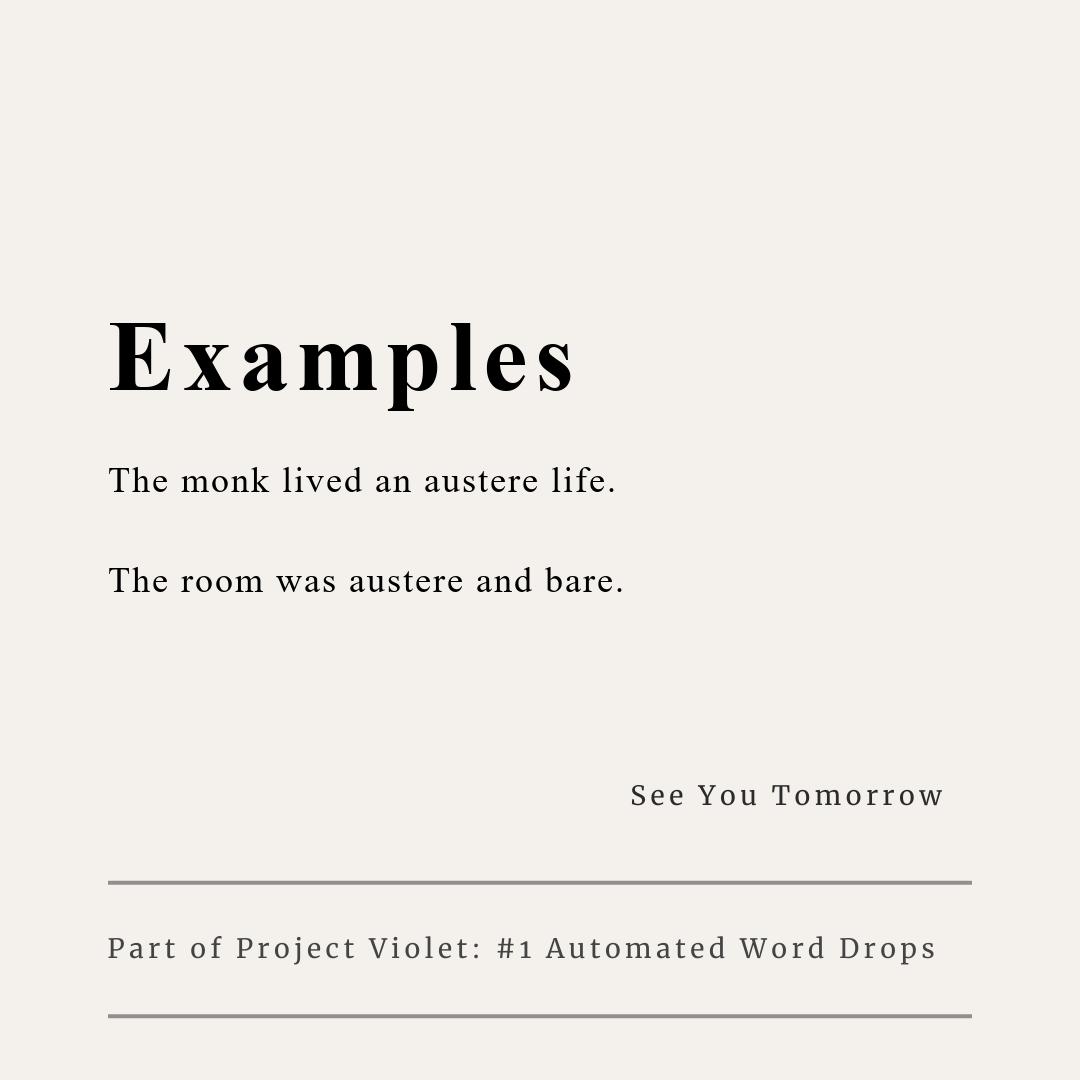 Examples
The monk lived an austere life.
The room was austere and bare.
See You Tomorrow
Part of Project Violet: #1 Automated Word Drops